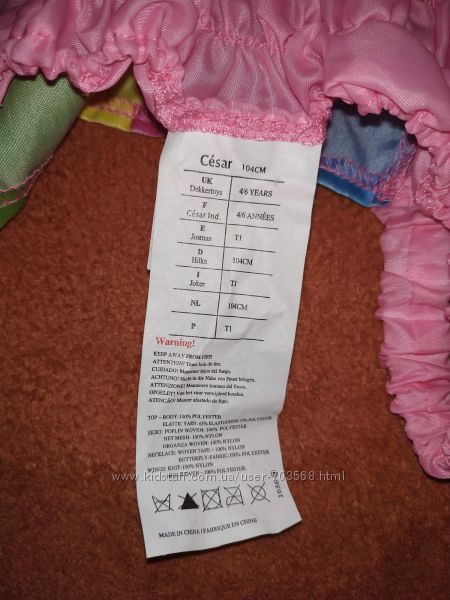 César 104CM
UK
Dekkertoys
4/6 YEARS
F
César Ind.
4/6 ANNÉES
E
Josman
T1
D
Hilka
104CM
I
Joker
T1
NL
104CM
P
T1
Warning!
KEEP AWAY FROM FIRE!
ATTENTION! Tenir loin du feu.
CUIDADO! Mantener lejos del fuego.
ACHTUNG! Nicht in die Nähe von Feuer bringen.
ATTENZIONE! Mantenere lontano dal fuoco.
OPGELET! Van het vuur verwijderd houden.
ATENÇÃO! Manter afastado do fogo.
TOP - BODY: 100% POLYESTER
ELASTIC YARN: 65% ELASTODIENE 35% POLYESTER
SKIRT: POPLIN WOVEN: 100% POLYESTER
NET MESH- 100% NYLON
ORGANZA WOVEN: 100% NYLON
NECKLACE: WOVEN TAPE - 100% NYLON
BUTTERFLY-FABRIC: 100% POLYESTER
WINGS: KNIT-100% NYLON
100% POLYESTER
www.kidstaff.com.ua/user-703568.html
MADE IN CHINA / FABRIQUE EN CHINE